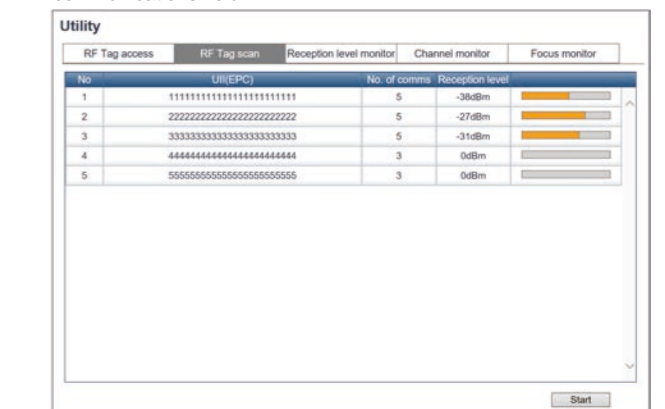 Utility
RF Tag access RF Tag scan Reception level monitor Channel monitor Focus monitor
No UII(EPC) No. of comms Reception level
1 111111111111111111111111 5 -38dBm
2 222222222222222222222222 5 -27dBm
3 333333333333333333333333 5 -31dBm
4 444444444444444444444444 3 0dBm
5 555555555555555555555555 3 0dBm
Start